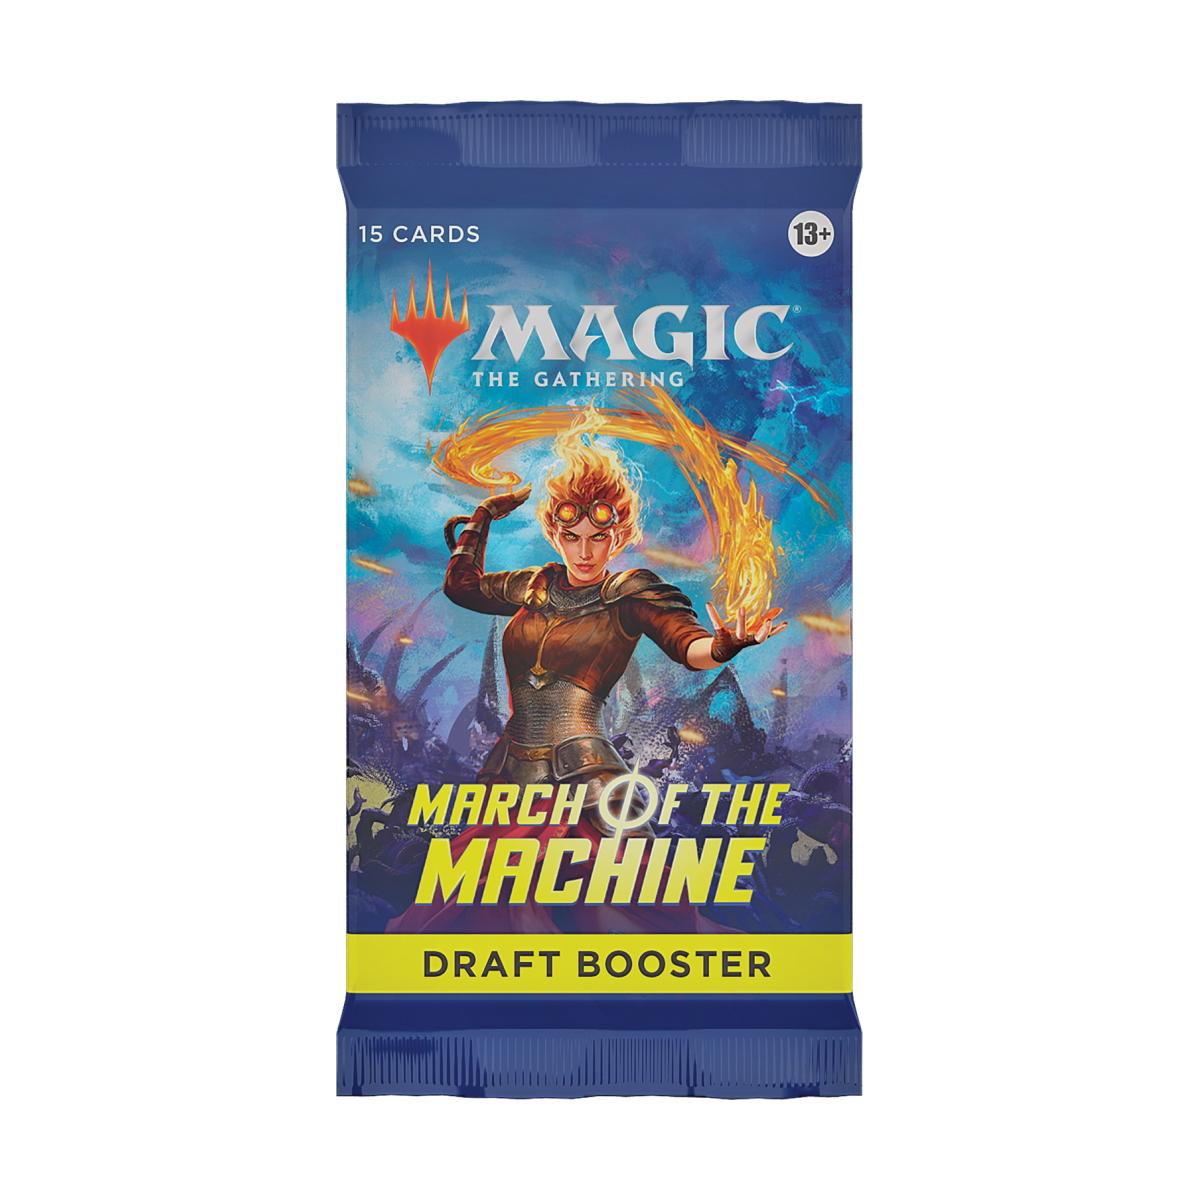 15 CARDS
13+
MAGIC®
THE GATHERING
MARCH OF THE
MACHINE
DRAFT BOOSTER